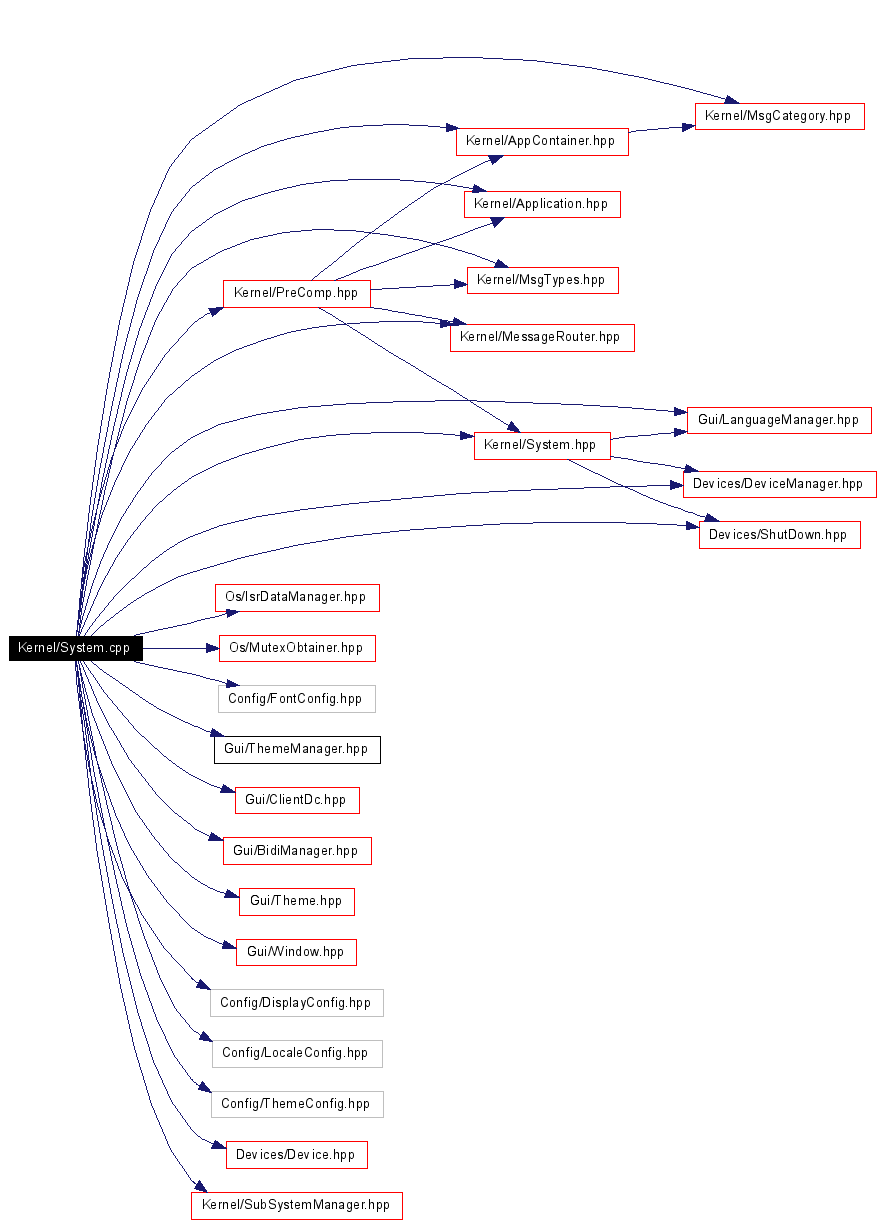 Kernel/MsgCategory.hpp
Kernel/AppContainer.hpp
Kernel/Application.hpp
Kernel/MsgTypes.hpp
Kernel/PreComp.hpp
Kernel/MessageRouter.hpp
Gui/LanguageManager.hpp
Kernel/System.hpp
Devices/DeviceManager.hpp
Devices/ShutDown.hpp
Os/IsrDataManager.hpp
Kernel/System.cpp
Os/MutexObtainer.hpp
Config/FontConfig.hpp
Gui/ThemeManager.hpp
Gui/ClientDc.hpp
Gui/BidiManager.hpp
Gui/Theme.hpp
Gui/Window.hpp
Config/DisplayConfig.hpp
Config/LocaleConfig.hpp
Config/ThemeConfig.hpp
Devices/Device.hpp
Kernel/SubSystemManager.hpp